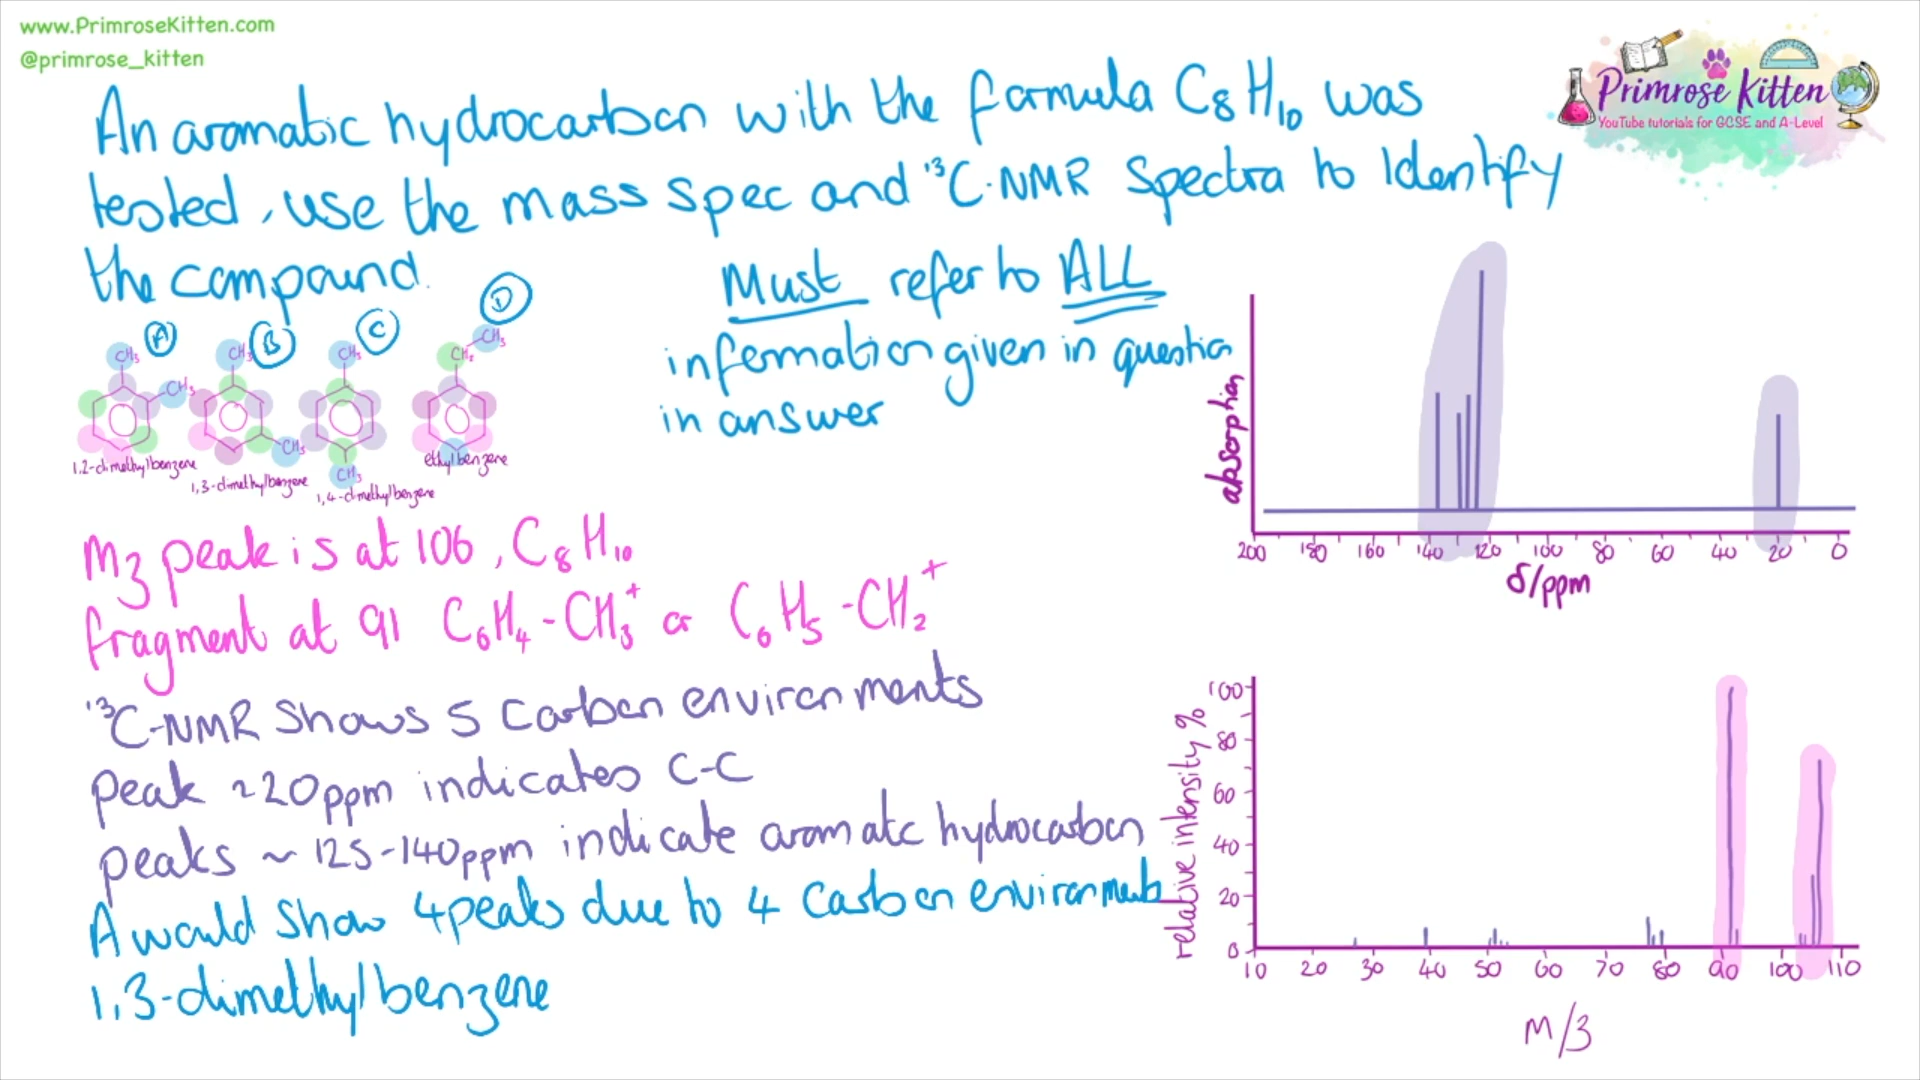 www.PrimroseKitten.com
@primrose_kitten
Primrose Kitten
YouTube tutorials for GCSE and A-Level
An aromatic hydrocarbon with the formula C8H10 was
tested, use the mass spec and 13C-NMR spectra to identify
the compound.
Must refer to ALL
information given in question
in answer
A
B
C
D
CH3
CH3
CH3
CH3
CH3
CH3
CH2-CH3
1,2-dimethylbenzene
1,3-dimethylbenzene
1,4-dimethylbenzene
ethylbenzene
absorption
200 180 160 140 120 100 80 60 40 20 0
δ/ppm
Mz peak is at 106, C8H10
fragment at 91 C6H4-CH3+ or C6H5-CH2+
13C-NMR shows 5 carbon environments
peak ~20ppm indicates C-C
peaks ~125-140ppm indicate aromatc hydrocarbon
A would show 4peaks due to 4 carbon environments
1,3-dimethylbenzene
relative intensity %
100
80
60
40
20
0
10 20 30 40 50 60 70 80 90 100 110
M/z